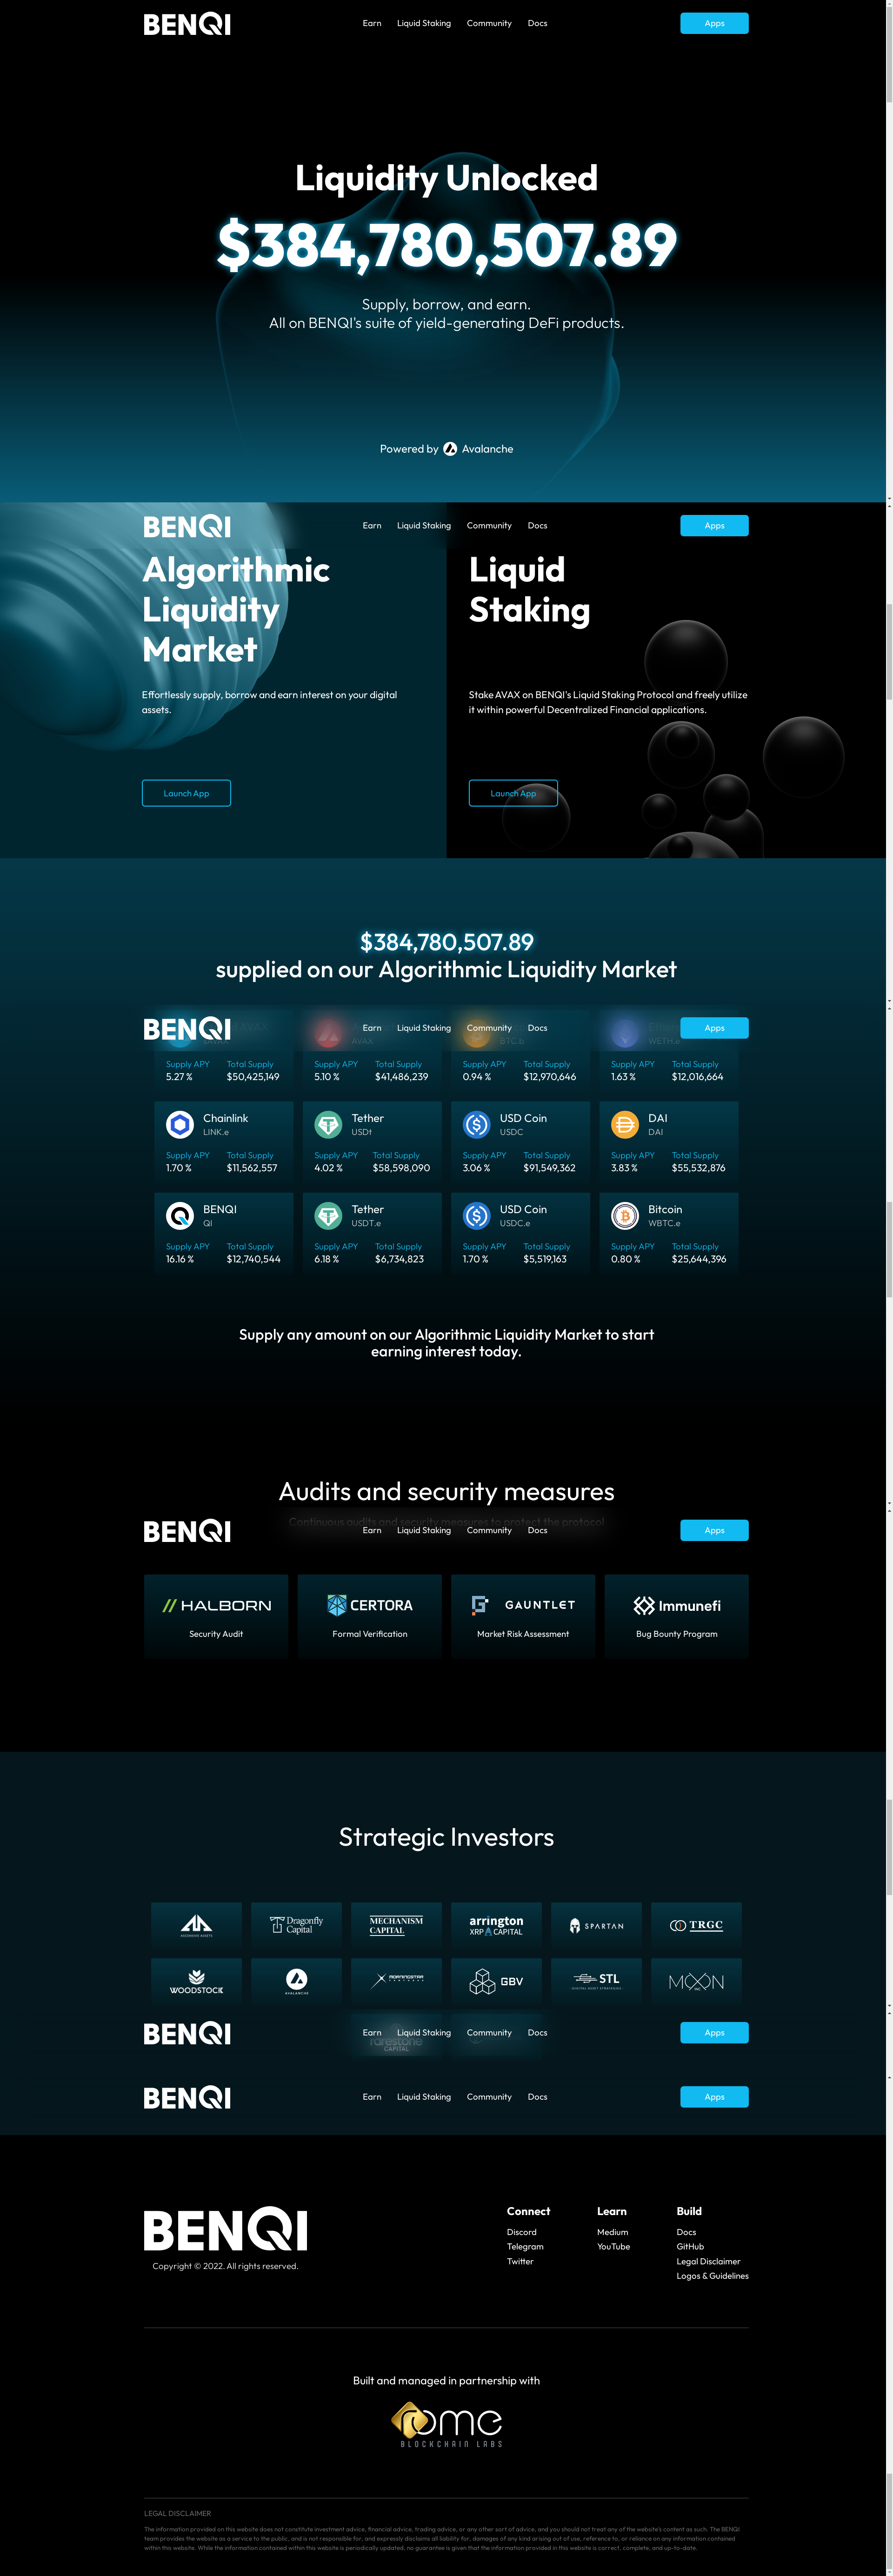 BENQI
Earn Liquid Staking Community Docs
Apps
Liquidity Unlocked
$384,780,507.89
Supply, borrow, and earn.
All on BENQI's suite of yield-generating DeFi products.
Powered by Avalanche
BENQI
Earn Liquid Staking Community Docs
Apps
Algorithmic
Liquidity
Market
Effortlessly supply, borrow and earn interest on your digital
assets.
Launch App
Liquid
Staking
Stake AVAX on BENQI's Liquid Staking Protocol and freely utilize
it within powerful Decentralized Financial applications.
Launch App
$384,780,507.89
supplied on our Algorithmic Liquidity Market
BENQI
Earn Liquid Staking Community Docs
Apps
AVAX
BTC.b
WETH.e
Supply APY Total Supply
5.27 % $50,425,149
Supply APY Total Supply
5.10 % $41,486,239
Supply APY Total Supply
0.94 % $12,970,646
Supply APY Total Supply
1.63 % $12,016,664
Chainlink
LINK.e
Supply APY Total Supply
1.70 % $11,562,557
Tether
USDt
Supply APY Total Supply
4.02 % $58,598,090
USD Coin
USDC
Supply APY Total Supply
3.06 % $91,549,362
DAI
DAI
Supply APY Total Supply
3.83 % $55,532,876
BENQI
QI
Supply APY Total Supply
16.16 % $12,740,544
Tether
USDT.e
Supply APY Total Supply
6.18 % $6,734,823
USD Coin
USDC.e
Supply APY Total Supply
1.70 % $5,519,163
Bitcoin
WBTC.e
Supply APY Total Supply
0.80 % $25,644,396
Supply any amount on our Algorithmic Liquidity Market to start
earning interest today.
Audits and security measures
Continuous audits and security measures to protect the protocol
BENQI
Earn Liquid Staking Community Docs
Apps
HALBORN
Security Audit
CERTORA
Formal Verification
GAUNTLET
Market Risk Assessment
Immunefi
Bug Bounty Program
Strategic Investors
ASCENSIVE ASSETS
Dragonfly
Capital
MECHANISM
CAPITAL
arrington
XRP CAPITAL
SPARTAN
TRGC
WOODSTOCK
AVALANCHE
MORNINGSTAR
VENTURES
GBV
STL
DIGITAL ASSET STRATEGIES
MOON
INC
BENQI
Earn Liquid Staking Community Docs
Apps
rarestone
CAPITAL
BENQI
Earn Liquid Staking Community Docs
Apps
BENQI
Copyright © 2022. All rights reserved.
Connect
Discord
Telegram
Twitter
Learn
Medium
YouTube
Build
Docs
GitHub
Legal Disclaimer
Logos & Guidelines
Built and managed in partnership with
rome
BLOCKCHAIN LABS
LEGAL DISCLAIMER
The information provided on this website does not constitute investment advice, financial advice, trading advice, or any other sort of advice, and you should not treat any of the website's content as such. The BENQI
team provides the website as a service to the public, and is not responsible for, and expressly disclaims all liability for, damages of any kind arising out of use, reference to, or reliance on any information contained
within this website. While the information contained within this website is periodically updated, no guarantee is given that the information provided in this website is correct, complete, and up-to-date.